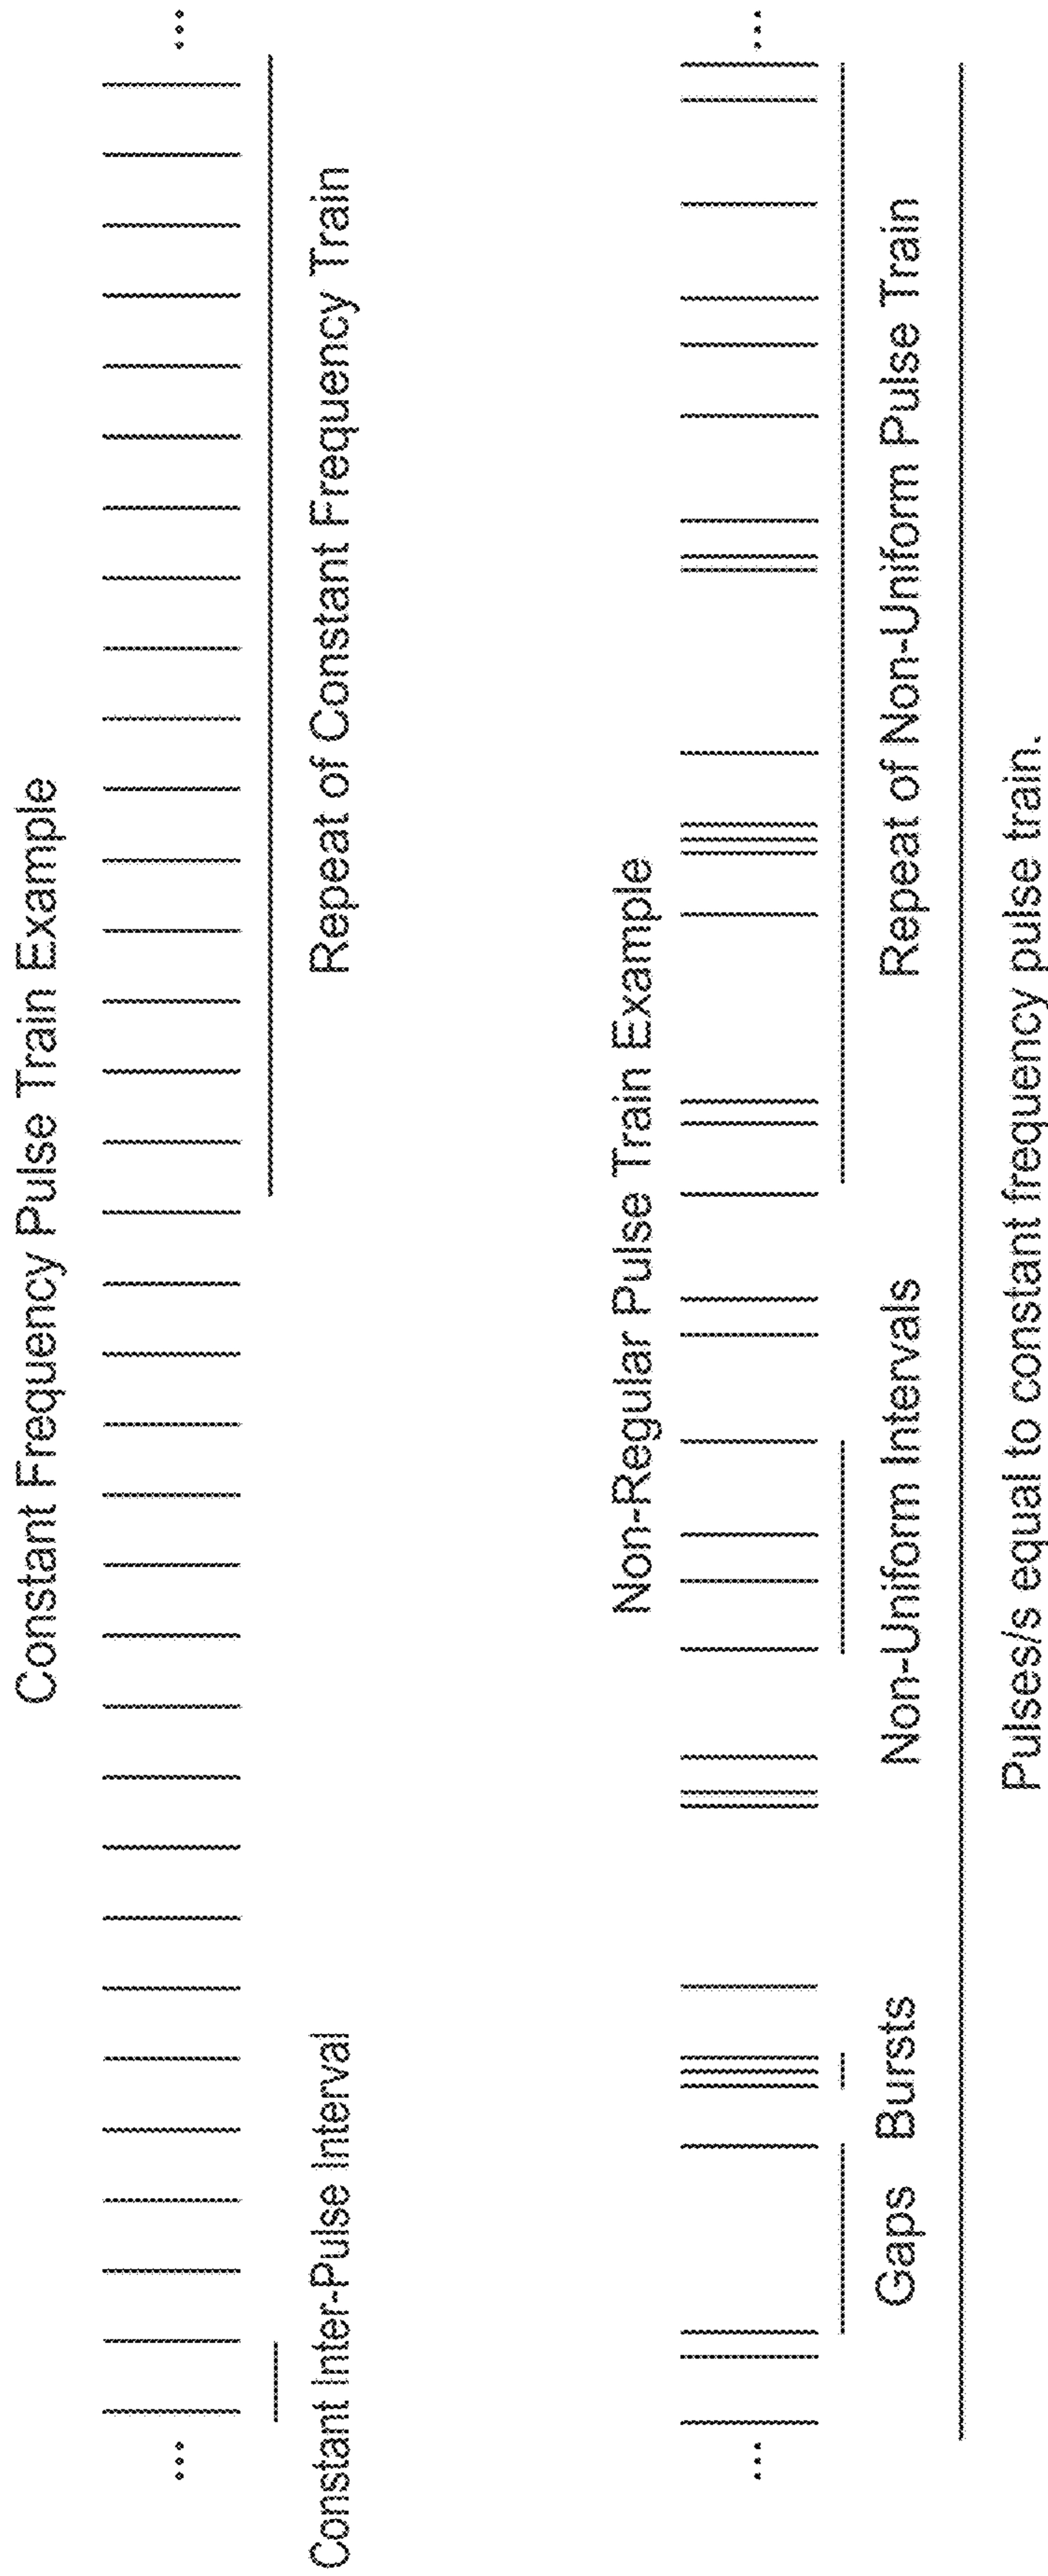 Constant Frequency Pulse Train Example
...
...
Constant Inter-Pulse Interval
Repeat of Constant Frequency Train
Non-Regular Pulse Train Example
...
...
Gaps
Bursts
Non-Uniform Intervals
Repeat of Non-Uniform Pulse Train
Pulses/s equal to constant frequency pulse train.